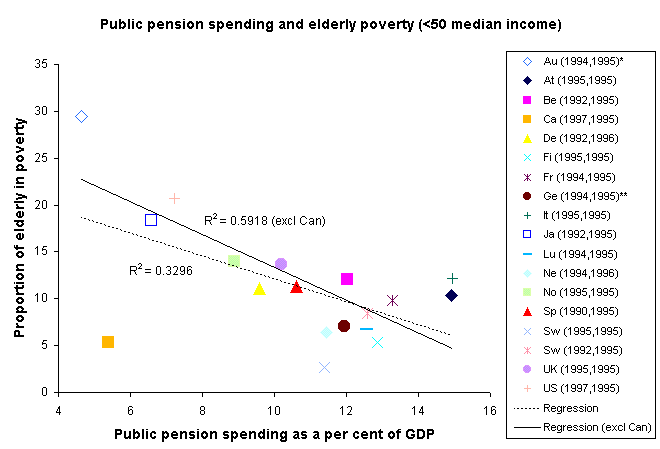 Public pension spending and elderly poverty (<50 median income)
Proportion of elderly in poverty
35
30
25
20
15
10
5
0
R² = 0.5918 (excl Can)
R² = 0.3296
4
6
8
10
12
14
16
Public pension spending as a per cent of GDP
Au (1994,1995)*
At (1995,1995)
Be (1992,1995)
Ca (1997,1995)
De (1992,1996)
Fi (1995,1995)
Fr (1994,1995)
Ge (1994,1995)**
It (1995,1995)
Ja (1992,1995)
Lu (1994,1995)
Ne (1994,1996)
No (1995,1995)
Sp (1990,1995)
Sw (1995,1995)
Sw (1992,1995)
UK (1995,1995)
US (1997,1995)
Regression
Regression (excl Can)